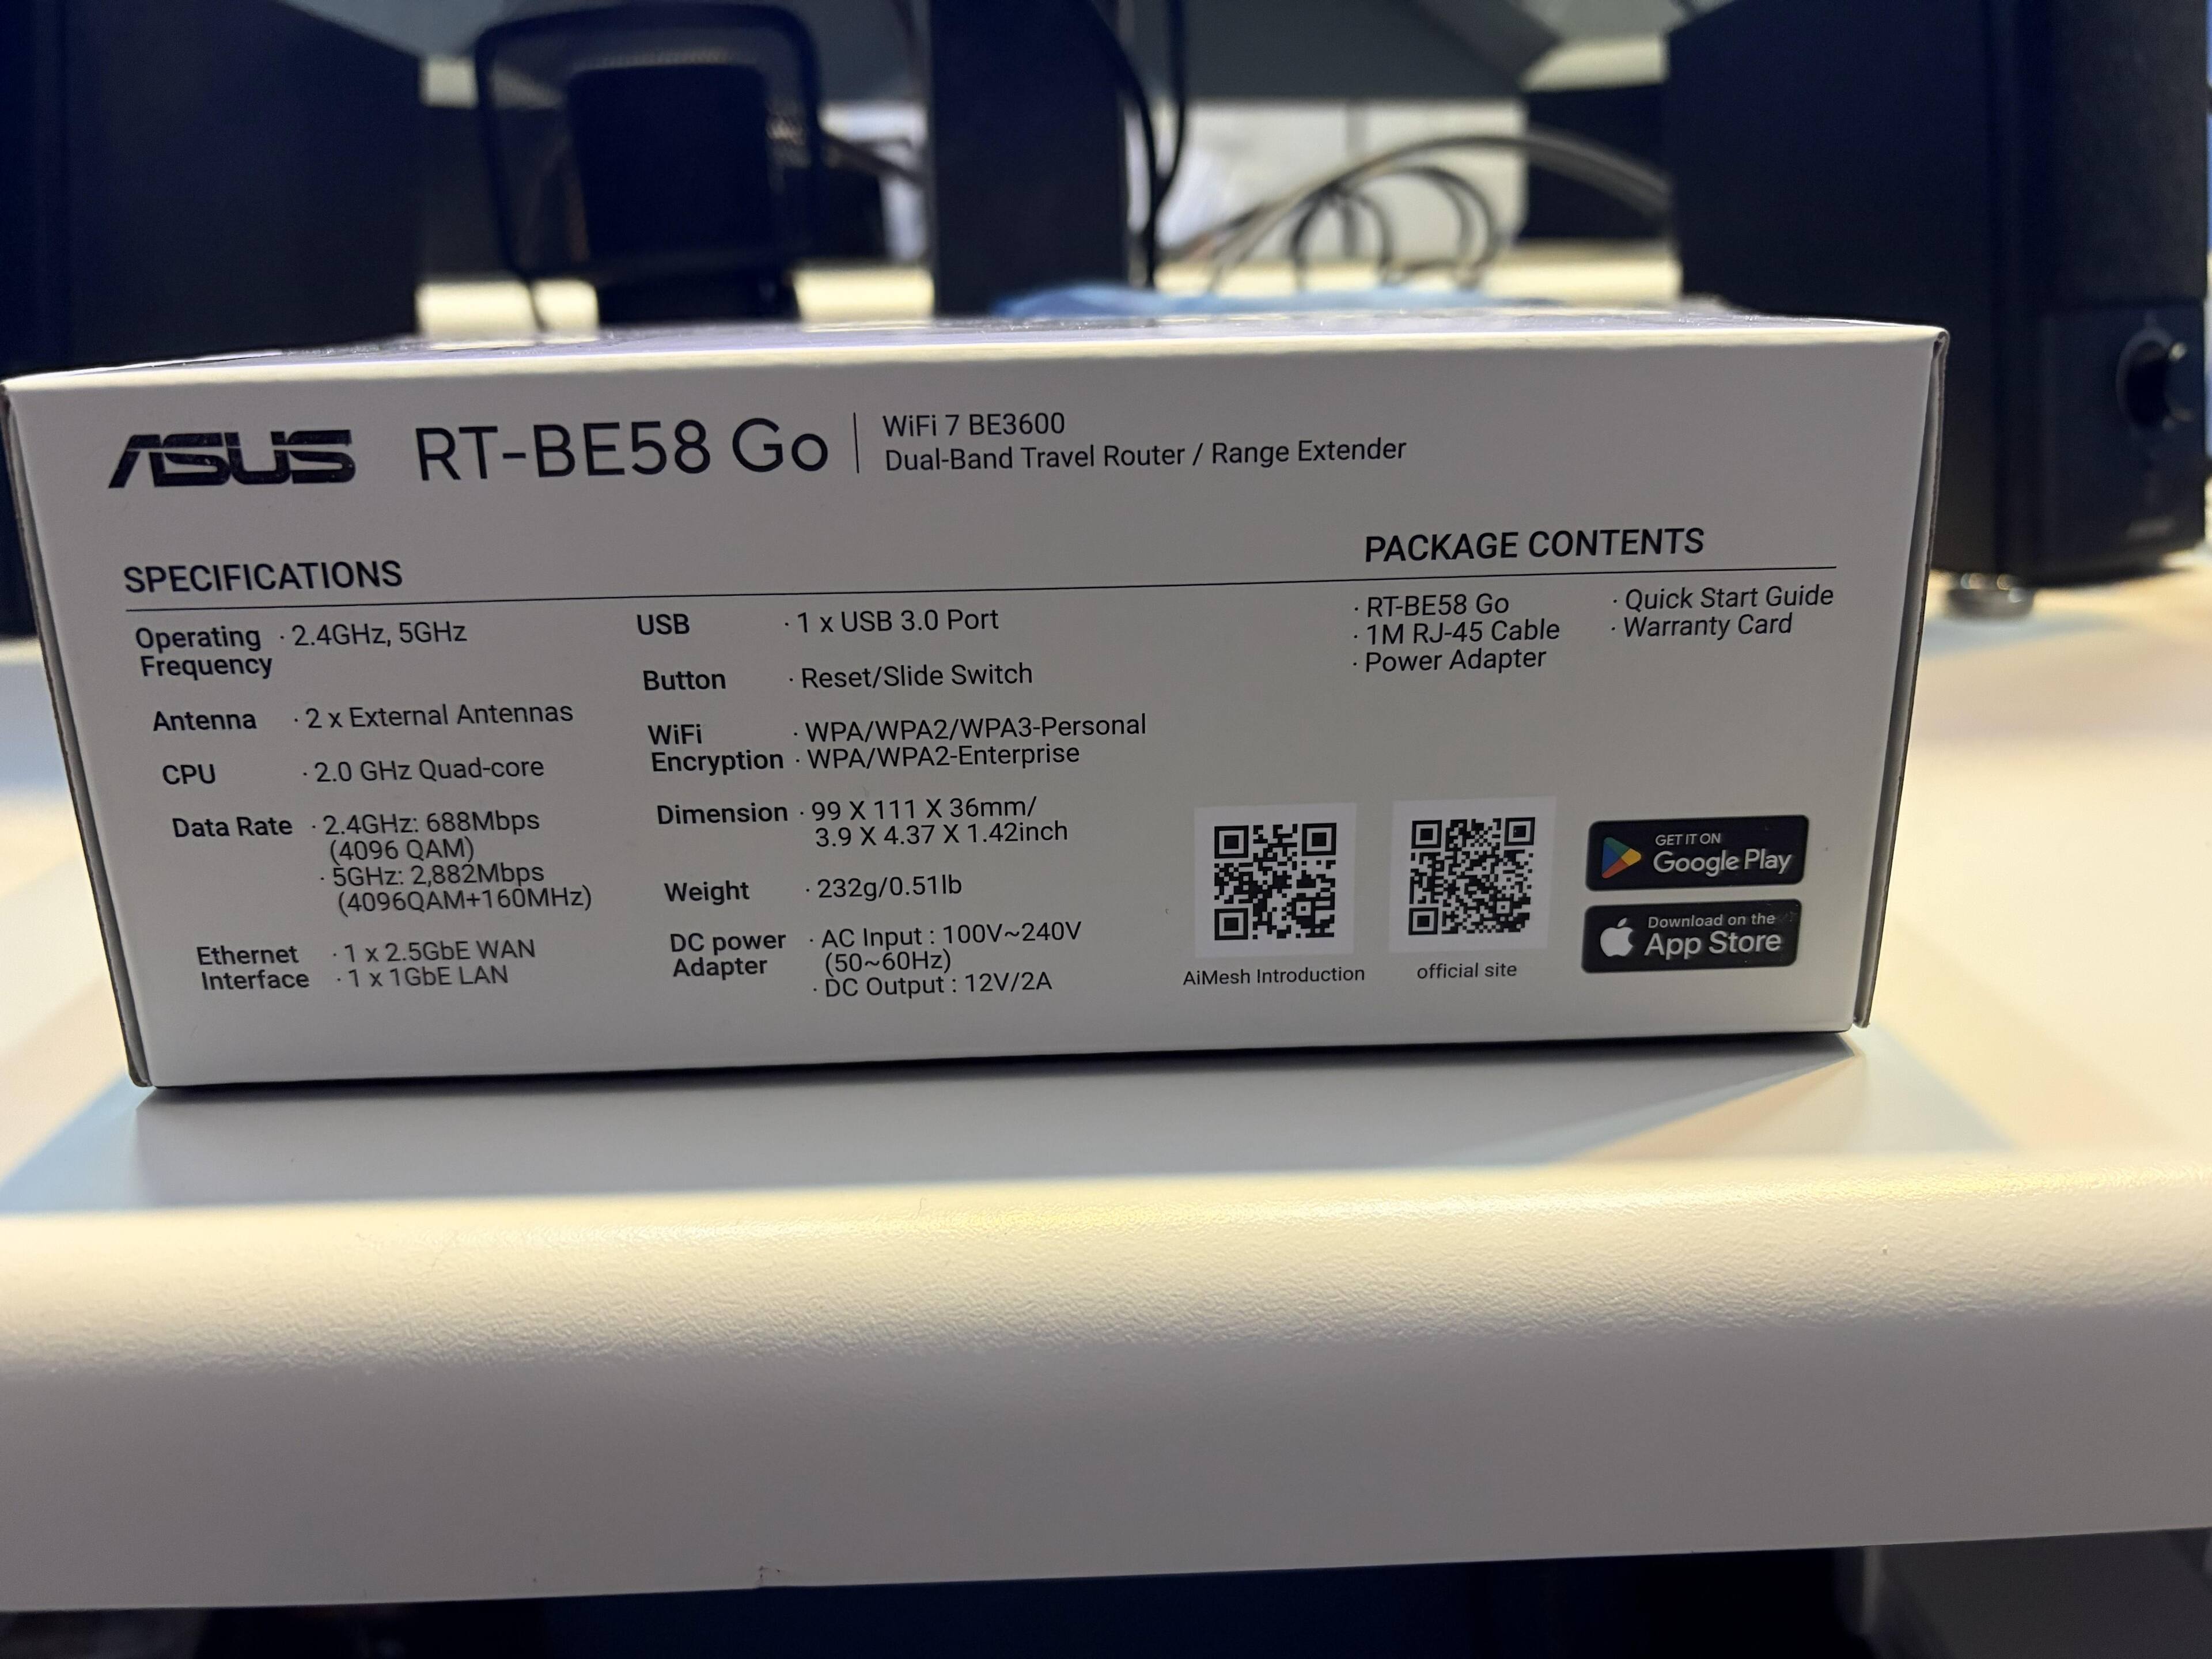 ASUS RT-BE58 Go
WiFi 7 BE3600
Dual-Band Travel Router / Range Extender
SPECIFICATIONS
Operating Frequency · 2.4GHz, 5GHz
Antenna · 2 x External Antennas
CPU · 2.0 GHz Quad-core
Data Rate · 2.4GHz: 688Mbps
(4096 QAM)
· 5GHz: 2,882Mbps
(4096QAM+160MHz)
Ethernet Interface · 1 x 2.5GbE WAN
· 1 x 1GbE LAN
USB · 1 x USB 3.0 Port
Button · Reset/Slide Switch
WiFi Encryption · WPA/WPA2/WPA3-Personal
· WPA/WPA2-Enterprise
Dimension · 99 X 111 X 36mm/
3.9 X 4.37 X 1.42inch
Weight · 232g/0.51lb
DC power Adapter · AC Input : 100V~240V
(50~60Hz)
· DC Output : 12V/2A
PACKAGE CONTENTS
· RT-BE58 Go
· 1M RJ-45 Cable
· Power Adapter
· Quick Start Guide
· Warranty Card
AiMesh Introduction
official site
GET IT ON
Google Play
Download on the
App Store